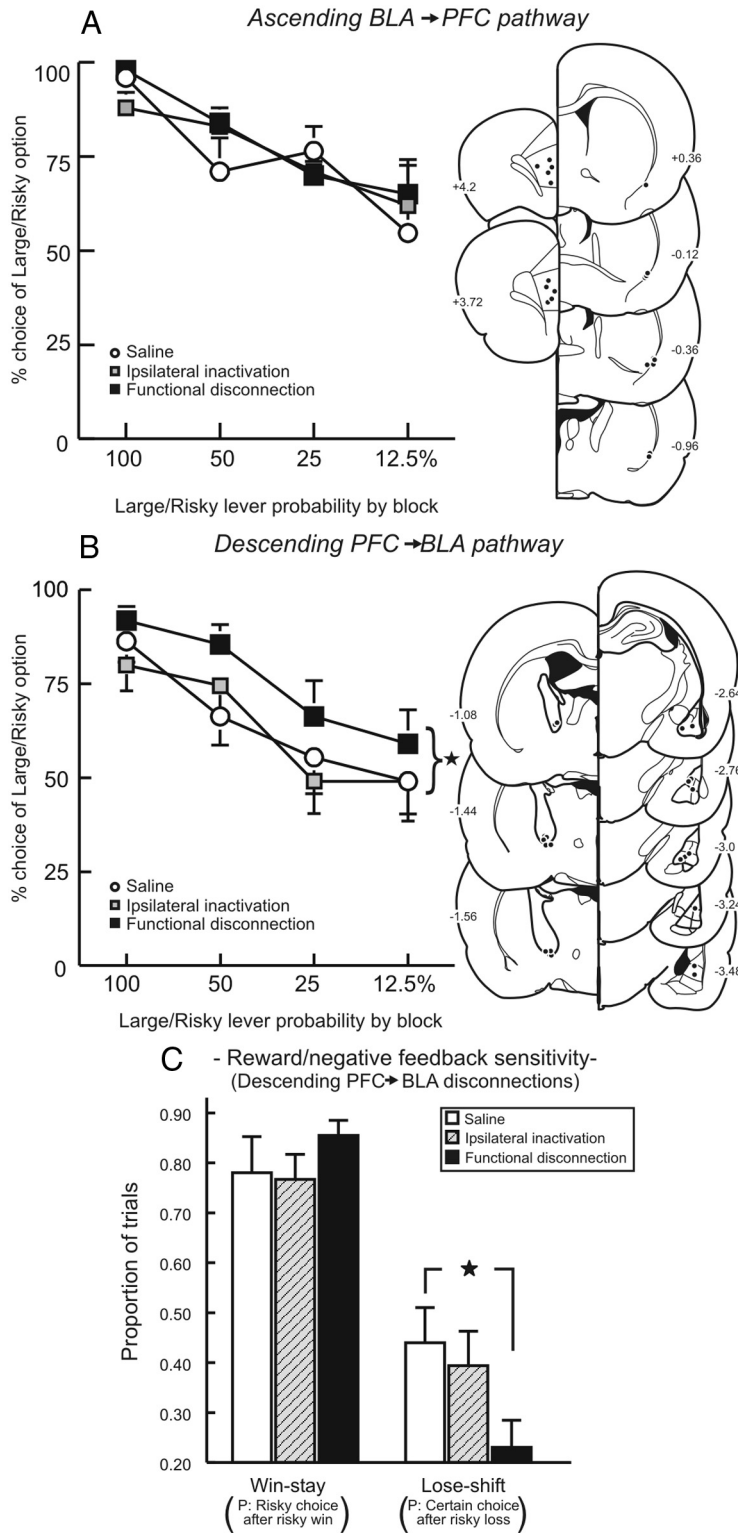 A
Ascending BLA → PFC pathway
100
75
50
25
0
% choice of Large/Risky option
Saline
Ipsilateral inactivation
Functional disconnection
100 50 25 12.5%
Large/Risky lever probability by block
+4.2
+3.72
+0.36
-0.12
-0.36
-0.96
B
Descending PFC → BLA pathway
100
75
50
25
0
% choice of Large/Risky option
★
Saline
Ipsilateral inactivation
Functional disconnection
100 50 25 12.5%
Large/Risky lever probability by block
-1.08
-1.44
-1.56
-2.64
-2.76
-3.0
-3.24
-3.48
C
- Reward/negative feedback sensitivity-
(Descending PFC → BLA disconnections)
0.90
0.80
0.70
0.60
0.50
0.40
0.30
0.20
Proportion of trials
Saline
Ipsilateral inactivation
Functional disconnection
★
Win-stay
(P: Risky choice
after risky win)
Lose-shift
(P: Certain choice
after risky loss)